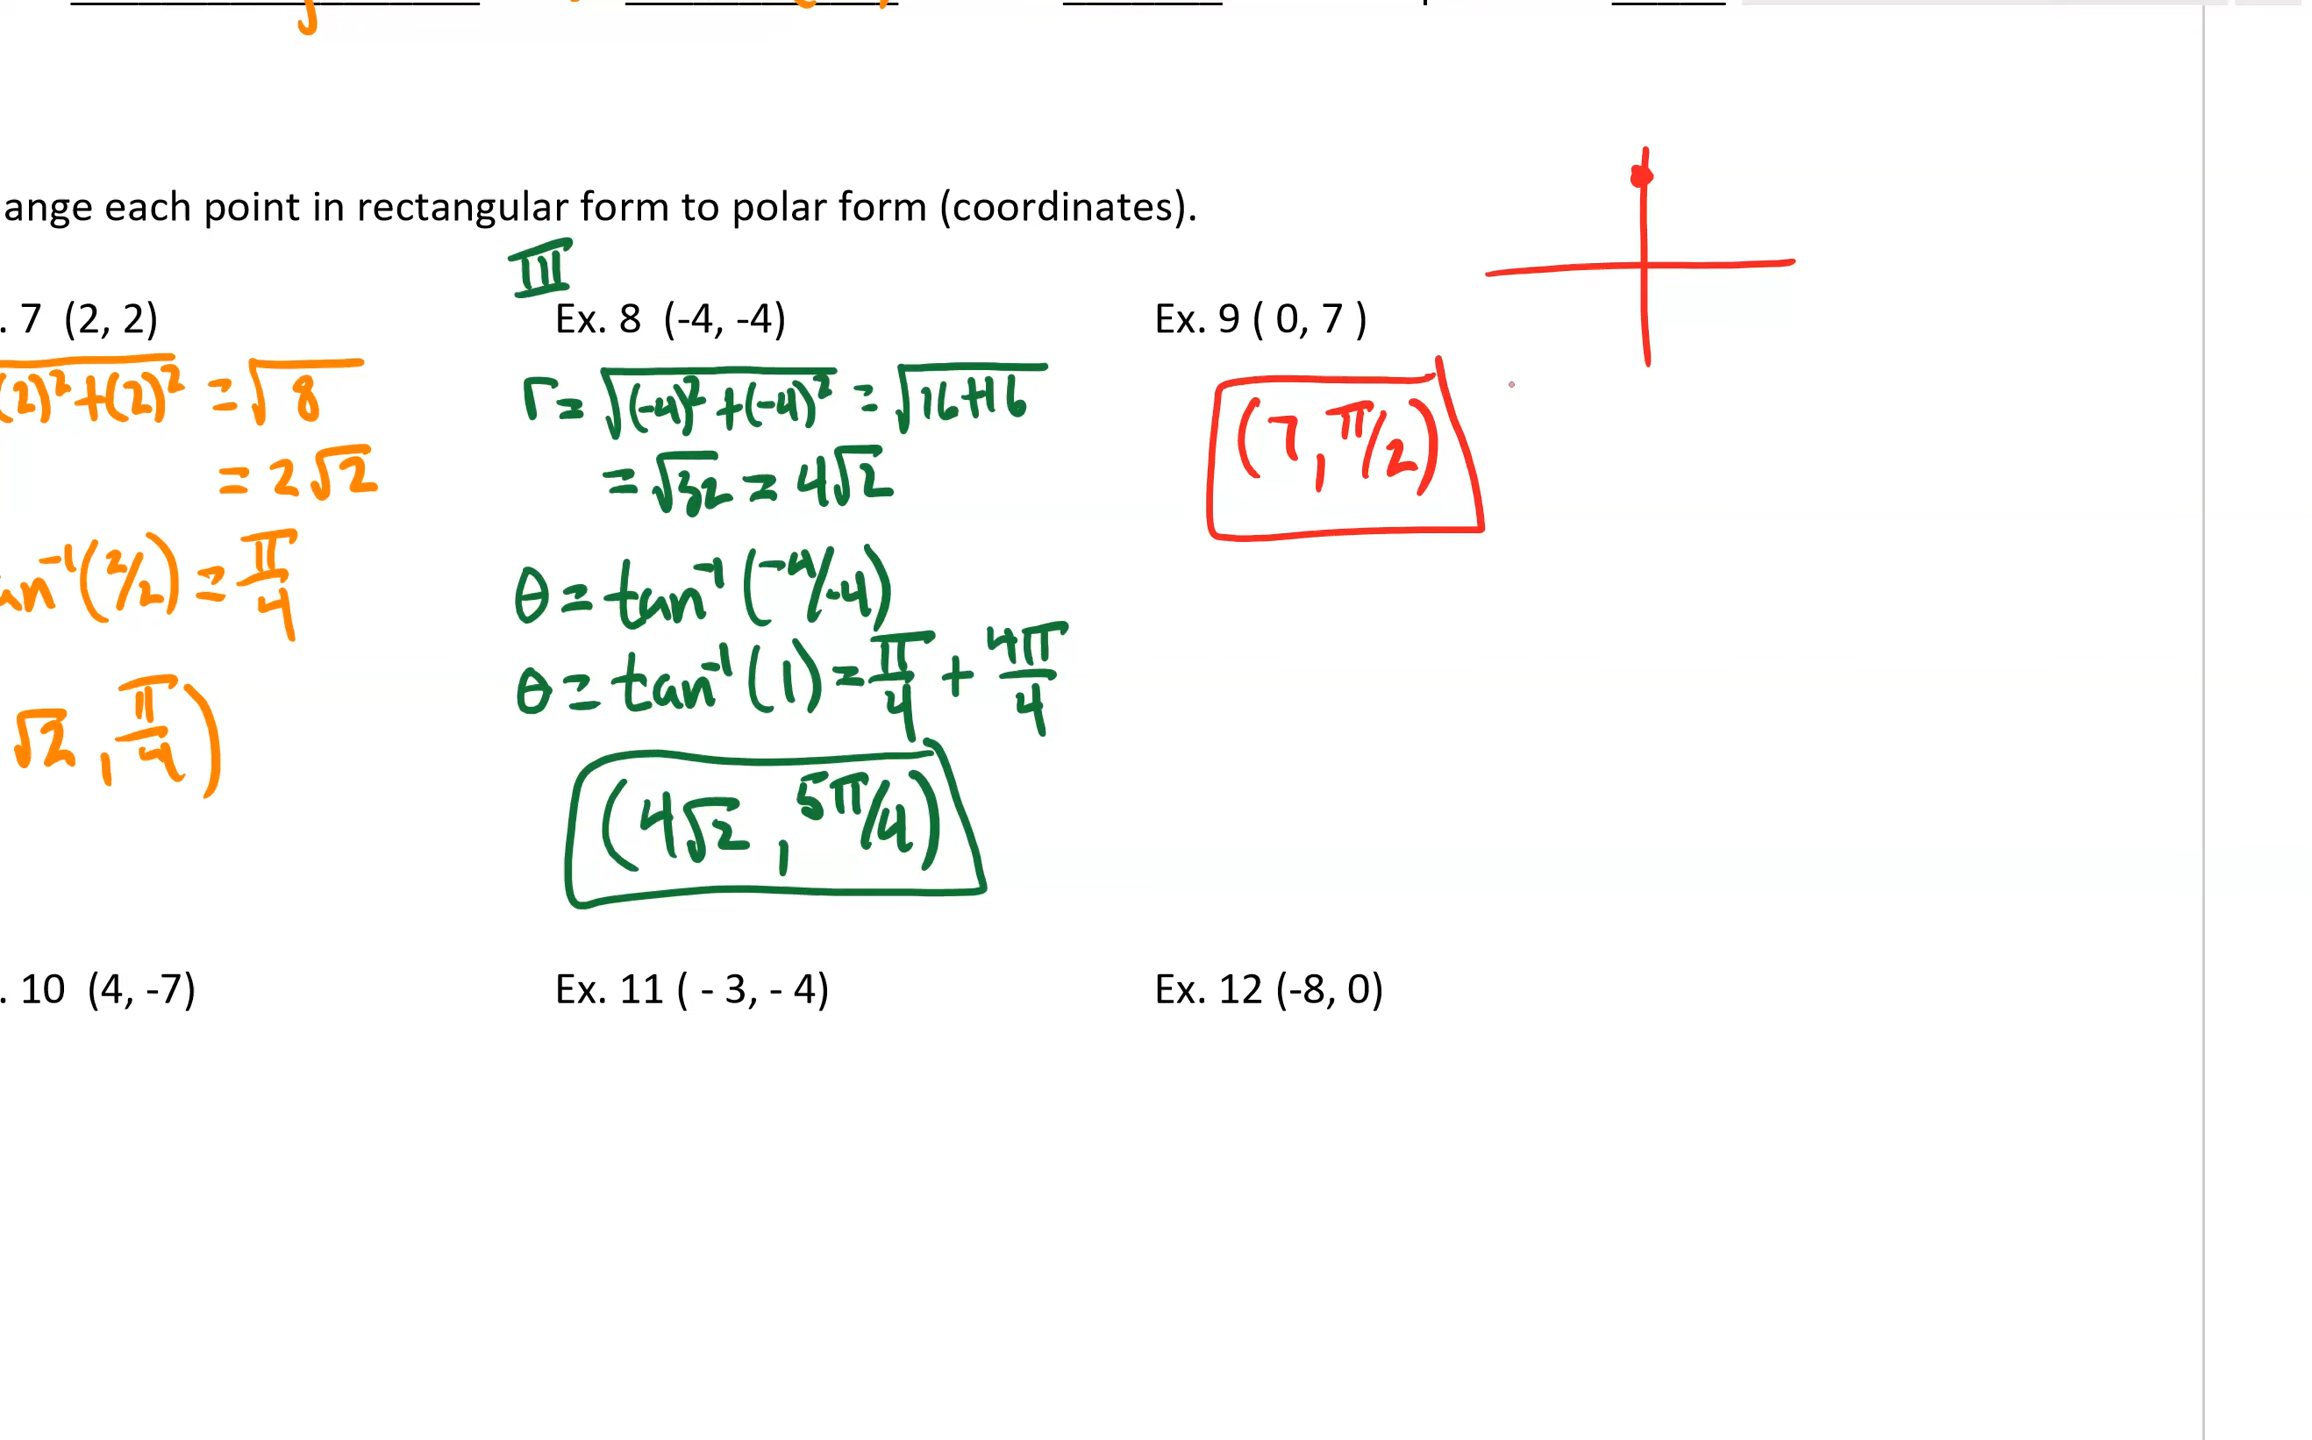 ange each point in rectangular form to polar form (coordinates).
. 7 (2, 2)
(2)² + (2)² = √8
= 2√2
an⁻¹(2/2) = π/4
√2, π/4)
III
Ex. 8 (-4, -4)
r = √((-4)² + (-4)²) = √(16+16)
= √32 = 4√2
θ = tan⁻¹(-4/-4)
θ = tan⁻¹(1) = π/4 + 4π/4
(4√2, 5π/4)
Ex. 9 ( 0, 7 )
(7, π/2)
. 10 (4, -7)
Ex. 11 ( - 3, - 4)
Ex. 12 (-8, 0)